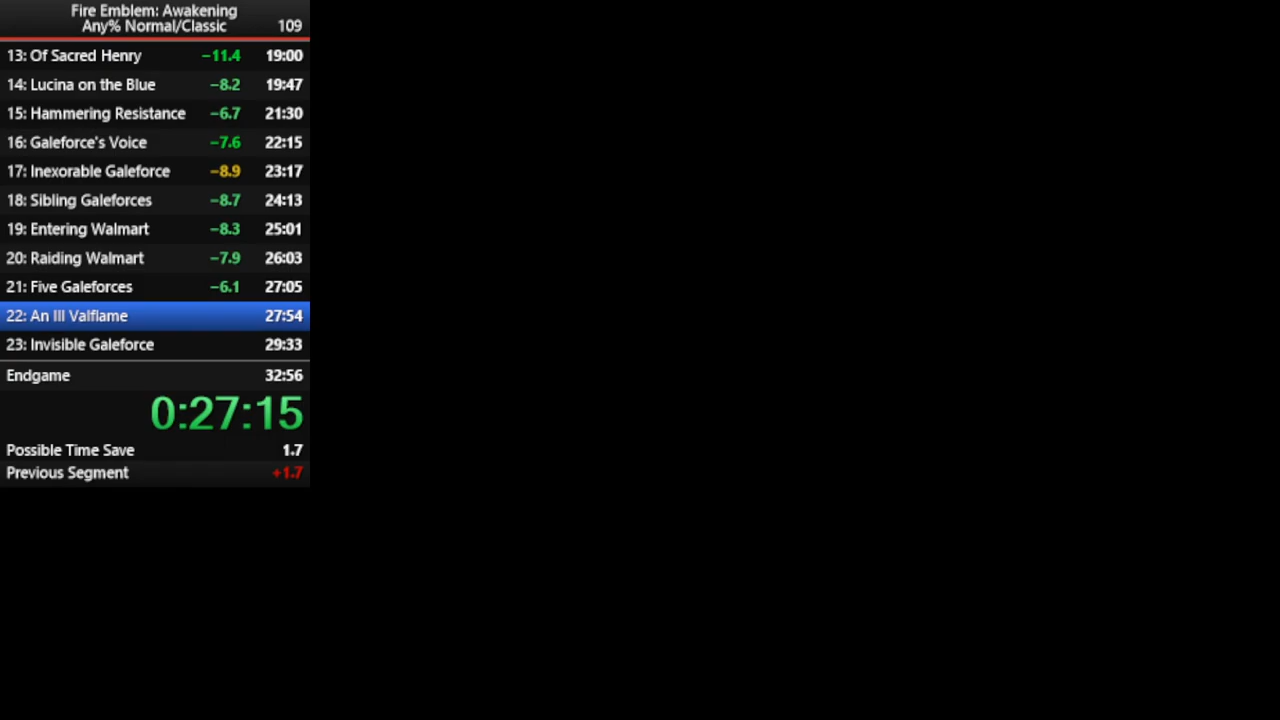 Fire Emblem: Awakening
Any% Normal/Classic 109
13: Of Sacred Henry −11.4 19:00
14: Lucina on the Blue −8.2 19:47
15: Hammering Resistance −6.7 21:30
16: Galeforce's Voice −7.6 22:15
17: Inexorable Galeforce −8.9 23:17
18: Sibling Galeforces −8.7 24:13
19: Entering Walmart −8.3 25:01
20: Raiding Walmart −7.9 26:03
21: Five Galeforces −6.1 27:05
22: An Ill Valflame 27:54
23: Invisible Galeforce 29:33
Endgame 32:56
0:27:15
Possible Time Save 1.7
Previous Segment +1.7